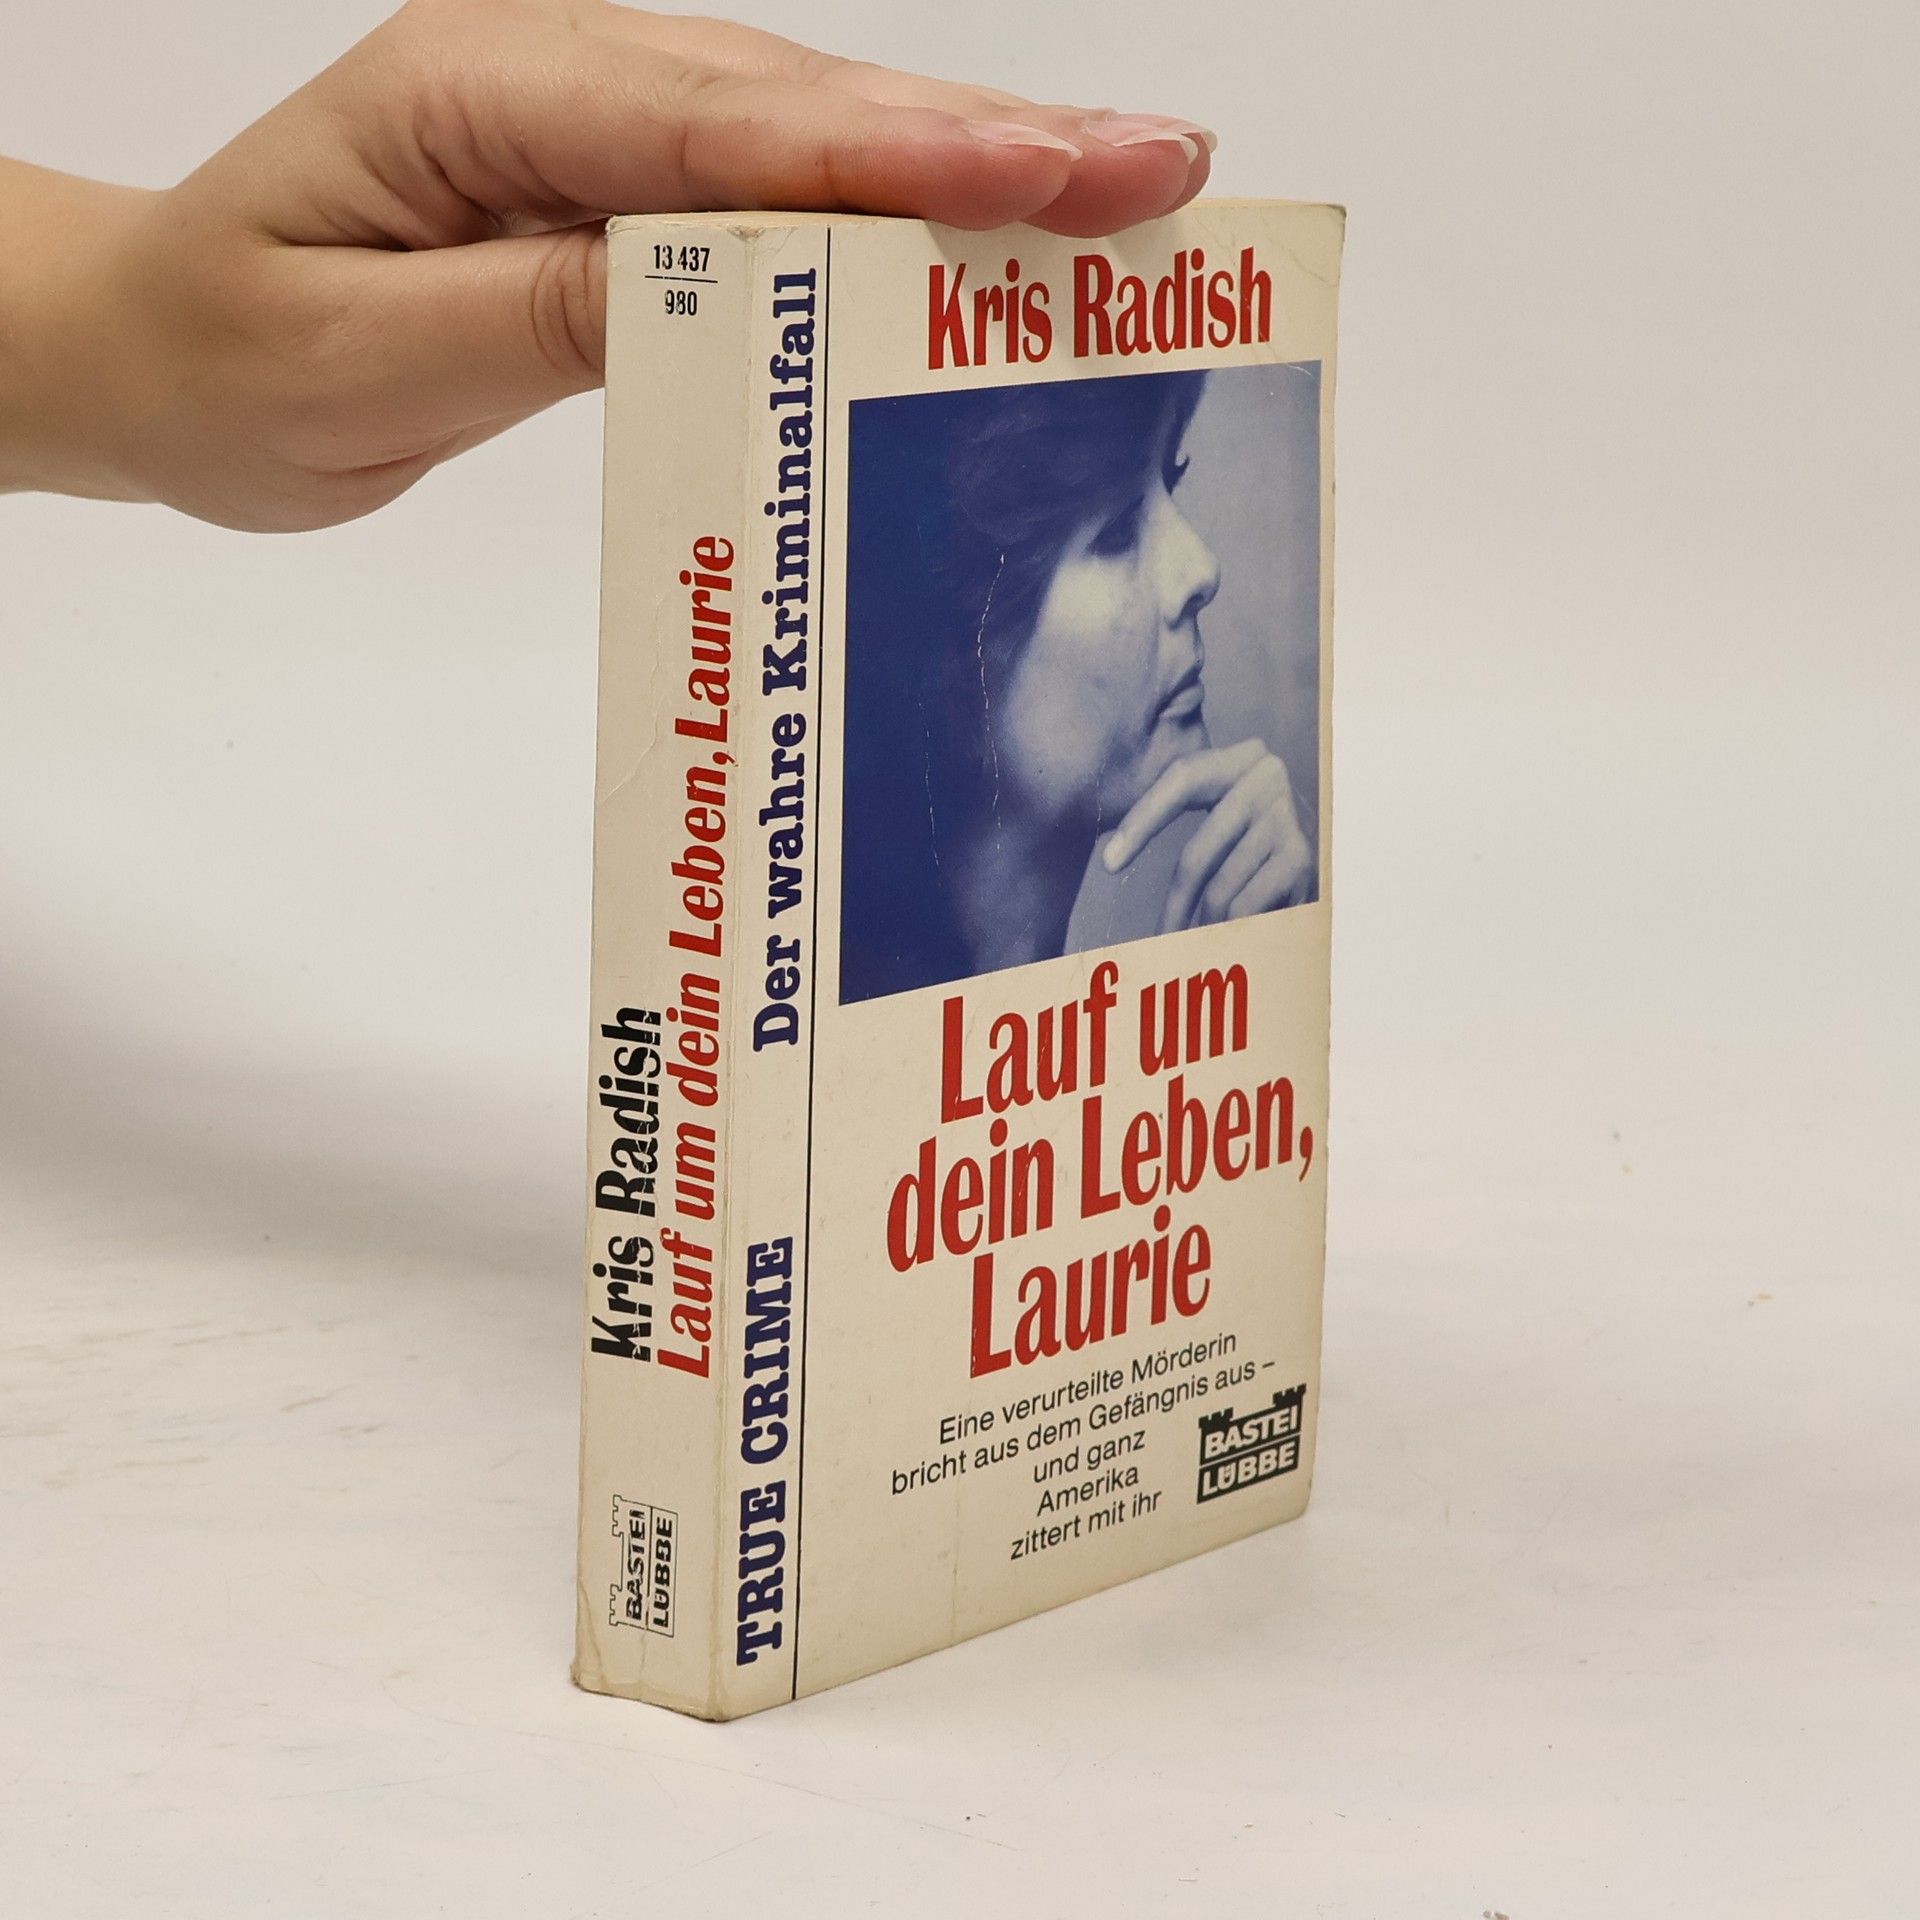 13 437
980
Kris Radish
Lauf um dein Leben, Laurie
BASTEI
LÜBBE
TRUE CRIME Der wahre Kriminalfall
Kris Radish
Lauf um
dein Leben,
Laurie
Eine verurteilte Mörderin
bricht aus dem Gefängnis aus –
und ganz
Amerika
zittert mit ihr
BASTEI
LÜBBE